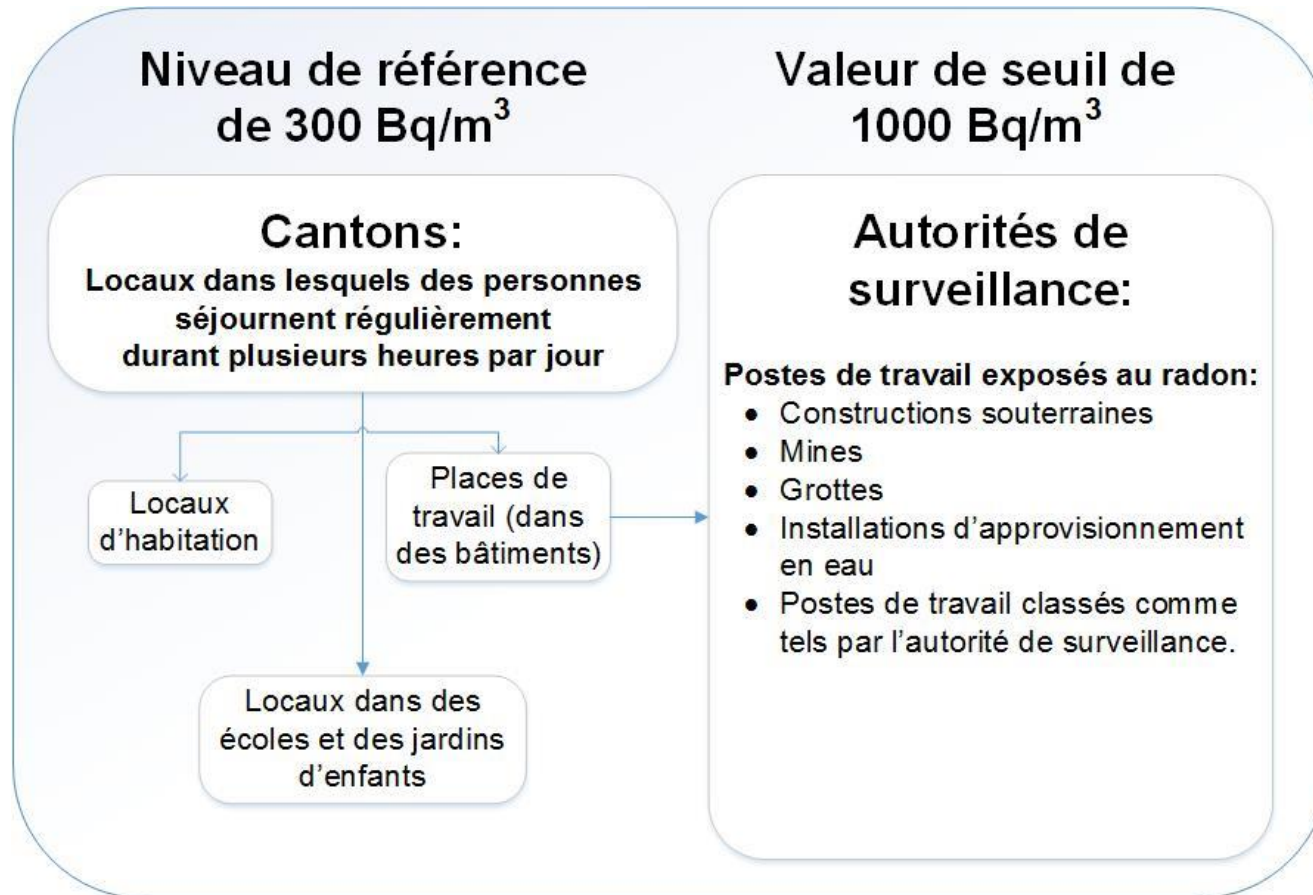 Niveau de référence
de 300 Bq/m³
Cantons:
Locaux dans lesquels des personnes
séjournent régulièrement
durant plusieurs heures par jour
Locaux
d'habitation
Places de
travail (dans
des bâtiments)
Locaux dans des
écoles et des jardins
d'enfants
Valeur de seuil de
1000 Bq/m³
Autorités de
surveillance:
Postes de travail exposés au radon:
• Constructions souterraines
• Mines
• Grottes
• Installations d'approvisionnement
en eau
• Postes de travail classés comme
tels par l'autorité de surveillance.